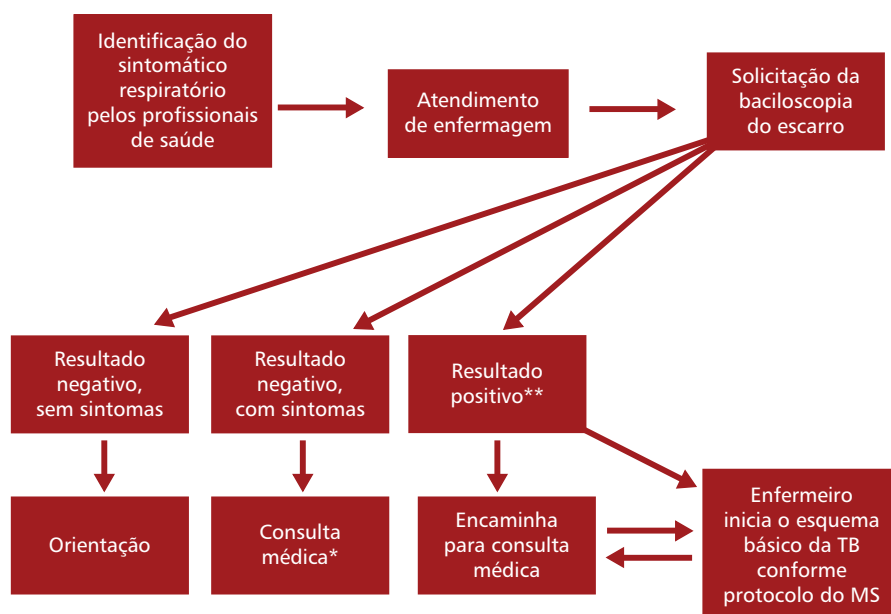 Identificação do
sintomático
respiratório
pelos profissionais
de saúde
Atendimento
de enfermagem
Solicitação da
baciloscopia
do escarro
Resultado
negativo,
sem sintomas
Resultado
negativo,
com sintomas
Resultado
positivo**
Orientação
Consulta
médica*
Encaminha
para consulta
médica
Enfermeiro
inicia o esquema
básico da TB
conforme
protocolo do MS